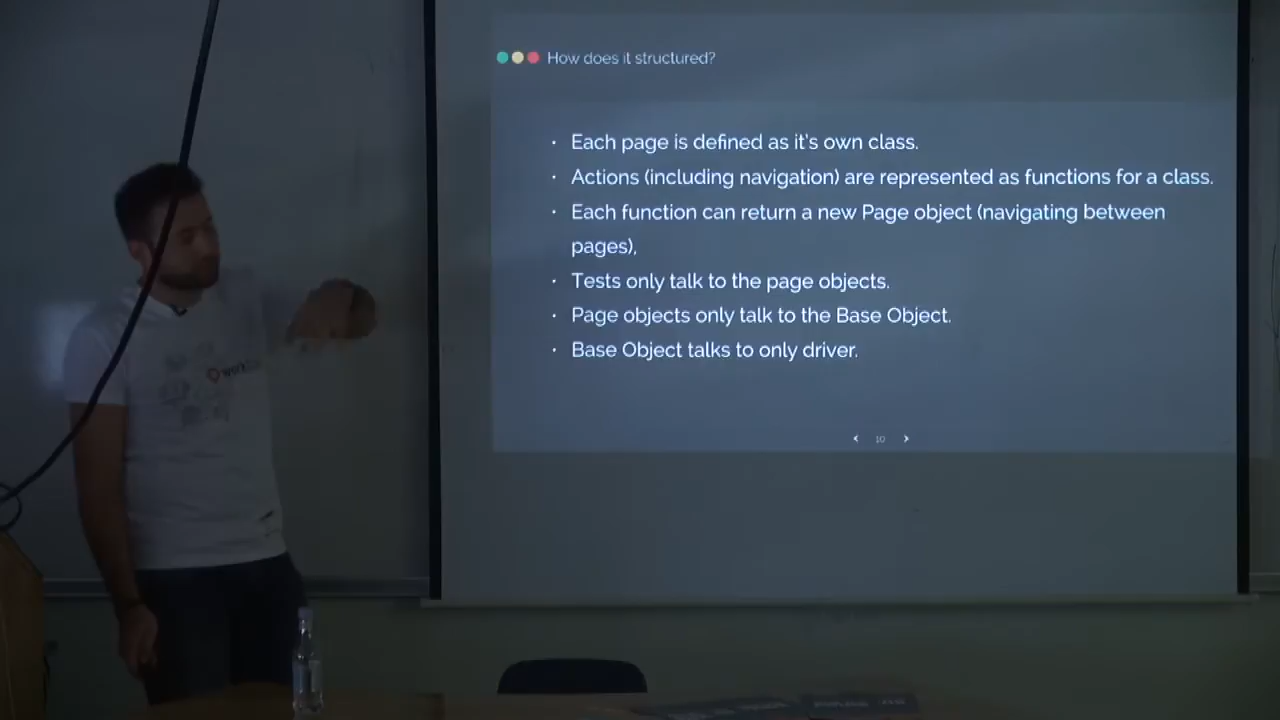 How does it structured?
· Each page is defined as it's own class.
· Actions (including navigation) are represented as functions for a class.
· Each function can return a new Page object (navigating between
pages),
· Tests only talk to the page objects.
· Page objects only talk to the Base Object.
· Base Object talks to only driver.
< 10 >